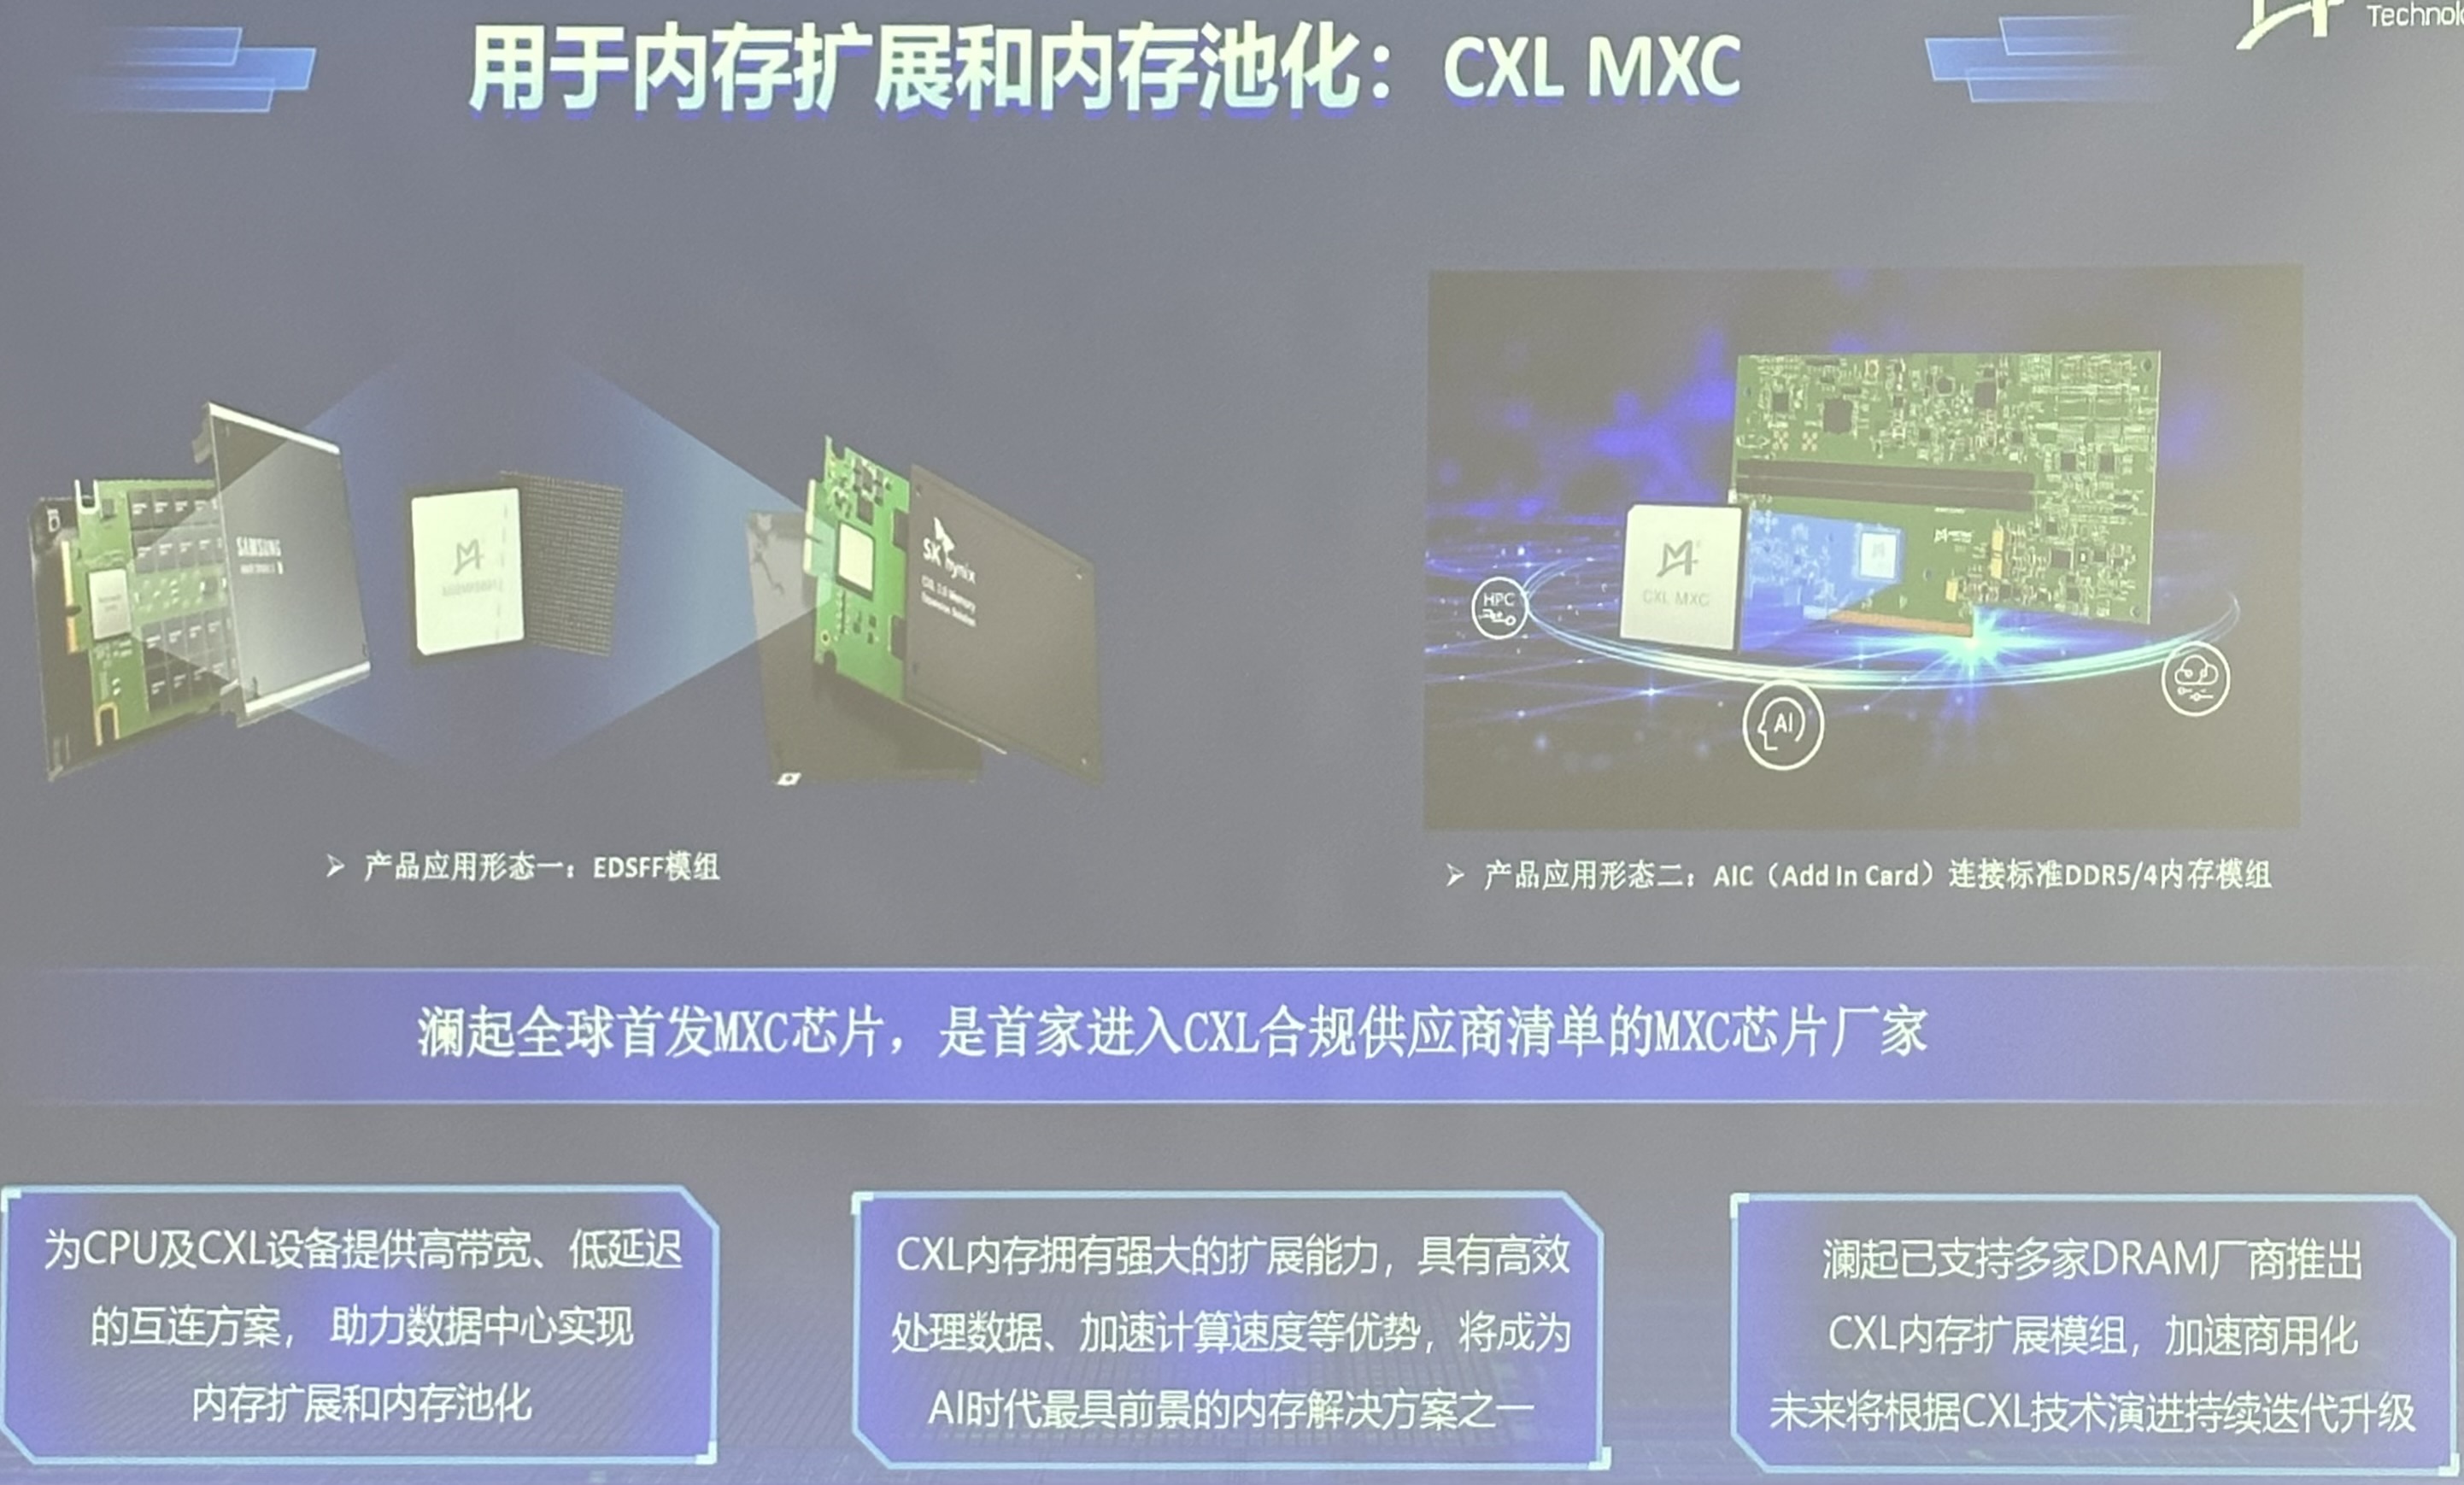 Technol
用于内存扩展和内存池化：CXL MXC
SAMSUNG
SK hynix
CXL 2.0 Memory
Expansion Solution
CXL MXC
HPC
AI
➢ 产品应用形态一：EDSFF模组
➢ 产品应用形态二：AIC（Add In Card）连接标准DDR5/4内存模组
澜起全球首发MXC芯片，是首家进入CXL合规供应商清单的MXC芯片厂家
为CPU及CXL设备提供高带宽、低延迟
的互连方案， 助力数据中心实现
内存扩展和内存池化
CXL内存拥有强大的扩展能力，具有高效
处理数据、加速计算速度等优势，将成为
AI时代最具前景的内存解决方案之一
澜起已支持多家DRAM厂商推出
CXL内存扩展模组，加速商用化
未来将根据CXL技术演进持续迭代升级